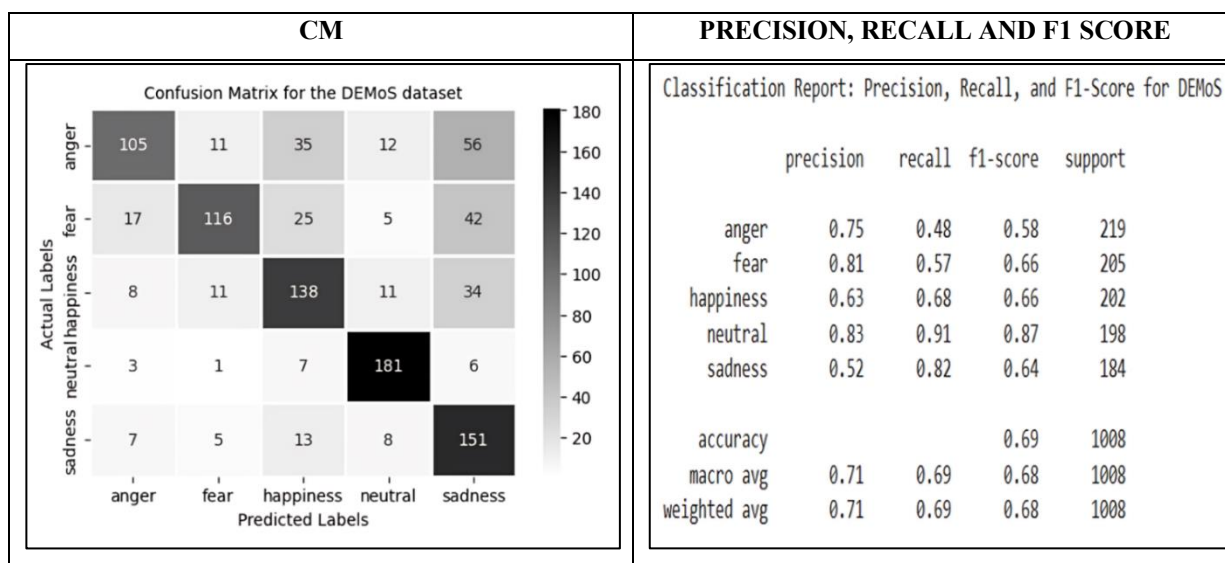 CM
PRECISION, RECALL AND F1 SCORE
Confusion Matrix for the DEMoS dataset
Actual Labels
anger
105 11 35 12 56
fear
17 116 25 5 42
happiness
8 11 138 11 34
neutral
3 1 7 181 6
sadness
7 5 13 8 151
anger fear happiness neutral sadness
Predicted Labels
180
160
140
120
100
80
60
40
20
Classification Report: Precision, Recall, and F1-Score for DEMoS
precision recall f1-score support
anger 0.75 0.48 0.58 219
fear 0.81 0.57 0.66 205
happiness 0.63 0.68 0.66 202
neutral 0.83 0.91 0.87 198
sadness 0.52 0.82 0.64 184
accuracy 0.69 1008
macro avg 0.71 0.69 0.68 1008
weighted avg 0.71 0.69 0.68 1008